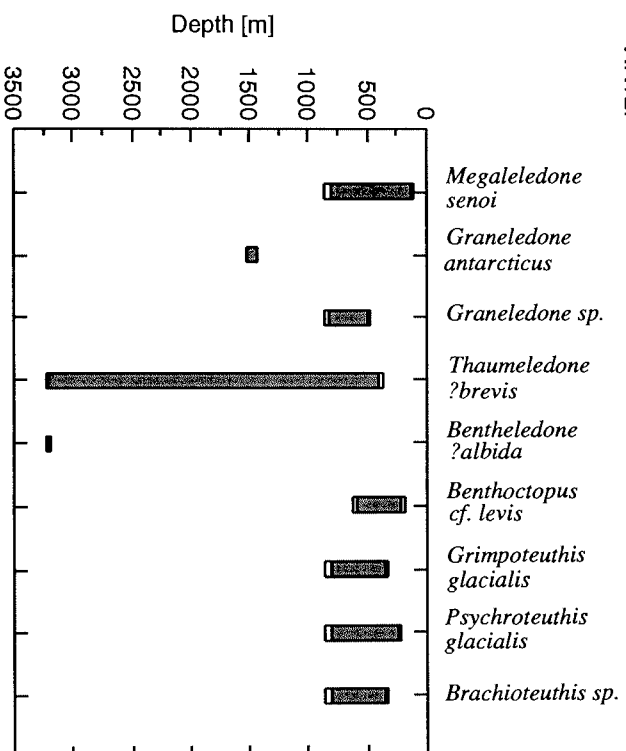 Depth [m]
3500
3000
2500
2000
1500
1000
500
0
Megaleledone
senoi
Graneledone
antarcticus
Graneledone sp.
Thaumeledone
?brevis
Bentheledone
?albida
Benthoctopus
cf. levis
Grimpoteuthis
glacialis
Psychroteuthis
glacialis
Brachioteuthis sp.